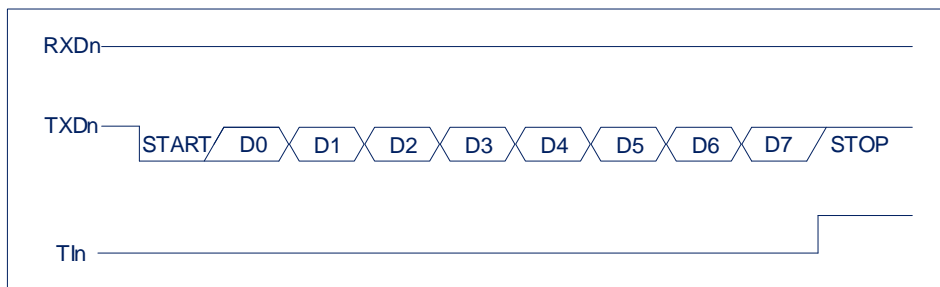 RXDn
TXDn
START D0 D1 D2 D3 D4 D5 D6 D7 STOP
TIn